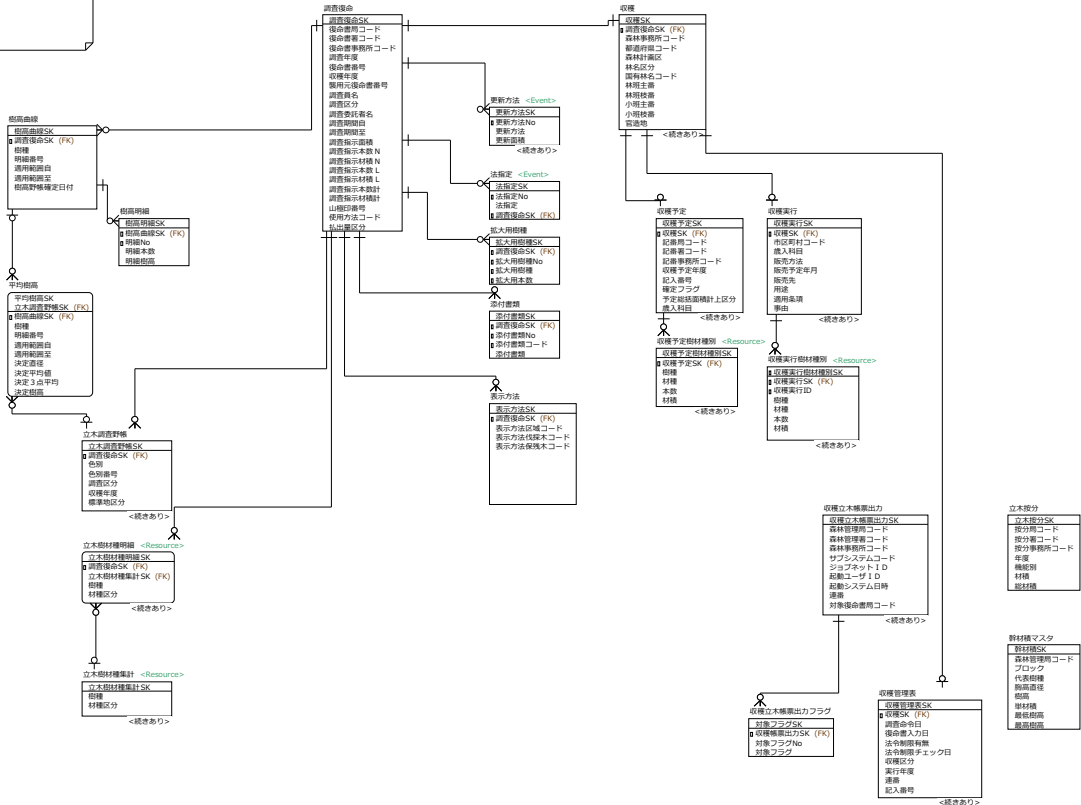 調査復命
調査復命SK
復命書局コード
復命書署コード
復命書事務所コード
調査年度
復命書番号
収穫年度
襲用元復命書番号
調査員名
調査区分
調査委託者名
調査期間自
調査期間至
調査指示面積
調査指示本数N
調査指示材積N
調査指示本数L
調査指示材積L
調査指示本数計
調査指示材積計
山極印番号
使用方法コード
払出量区分
収穫
収穫SK
調査復命SK (FK)
森林事務所コード
都道府県コード
森林計画区
林名区分
国有林名コード
林班主番
林班枝番
小班主番
小班枝番
官造地
<続きあり>
更新方法 <Event>
更新方法SK
更新方法No
更新方法
更新面積
<続きあり>
法指定 <Event>
法指定SK
法指定No
法指定
調査復命SK (FK)
拡大用樹種
拡大用樹種SK
調査復命SK (FK)
拡大用樹種No
拡大用樹種
拡大用本数
添付書類
添付書類SK
調査復命SK (FK)
添付書類No
添付書類コード
添付書類
表示方法
表示方法SK
調査復命SK (FK)
表示方法区域コード
表示方法伐採木コード
表示方法保残木コード
樹高曲線
樹高曲線SK
調査復命SK (FK)
樹種
明細番号
適用範囲自
適用範囲至
樹高野帳確定日付
樹高明細
樹高明細SK
樹高曲線SK (FK)
明細No
明細本数
明細樹高
平均樹高
平均樹高SK
立木調査野帳SK (FK)
樹高曲線SK (FK)
樹種
明細番号
適用範囲自
適用範囲至
決定直径
決定平均値
決定3点平均
決定樹高
立木調査野帳
立木調査野帳SK
調査復命SK (FK)
色別
色別番号
調査区分
収穫年度
標準地区分
<続きあり>
立木樹材種明細 <Resource>
立木樹材種明細SK
調査復命SK (FK)
立木樹材種集計SK (FK)
樹種
材種区分
<続きあり>
立木樹材種集計 <Resource>
立木樹材種集計SK
樹種
材種区分
<続きあり>
収穫予定
収穫予定SK
収穫SK (FK)
記番局コード
記番署コード
記番事務所コード
収穫予定年度
記入番号
確定フラグ
予定総括面積計上区分
歳入科目
<続きあり>
収穫実行
収穫実行SK
収穫SK (FK)
市区町村コード
歳入科目
販売方法
販売予定年月
販売先
用途
適用条項
事由
<続きあり>
収穫予定樹材種別 <Resource>
収穫予定樹材種別SK
収穫予定SK (FK)
樹種
材種
本数
材積
<続きあり>
収穫実行樹材種別 <Resource>
収穫実行樹材種別SK
収穫実行SK (FK)
収穫実行ID
樹種
材種
本数
材積
<続きあり>
収穫立木帳票出力
収穫立木帳票出力SK
森林管理局コード
森林管理署コード
森林事務所コード
サブシステムコード
ジョブネットID
起動ユーザID
起動システム日時
連番
対象復命書局コード
<続きあり>
収穫立木帳票出力フラグ
対象フラグSK
収穫帳票出力SK (FK)
対象フラグNo
対象フラグ
収穫管理表
収穫管理表SK
収穫SK (FK)
調査命令日
復命書入力日
法令制限有無
法令制限チェック日
収穫区分
実行年度
連番
記入番号
<続きあり>
立木按分
立木按分SK
按分局コード
按分署コード
按分事務所コード
年度
機能別
材積
総材積
幹材積マスタ
幹材積SK
森林管理局コード
ブロック
代表樹種
胸高直径
樹高
単材積
最低樹高
最高樹高